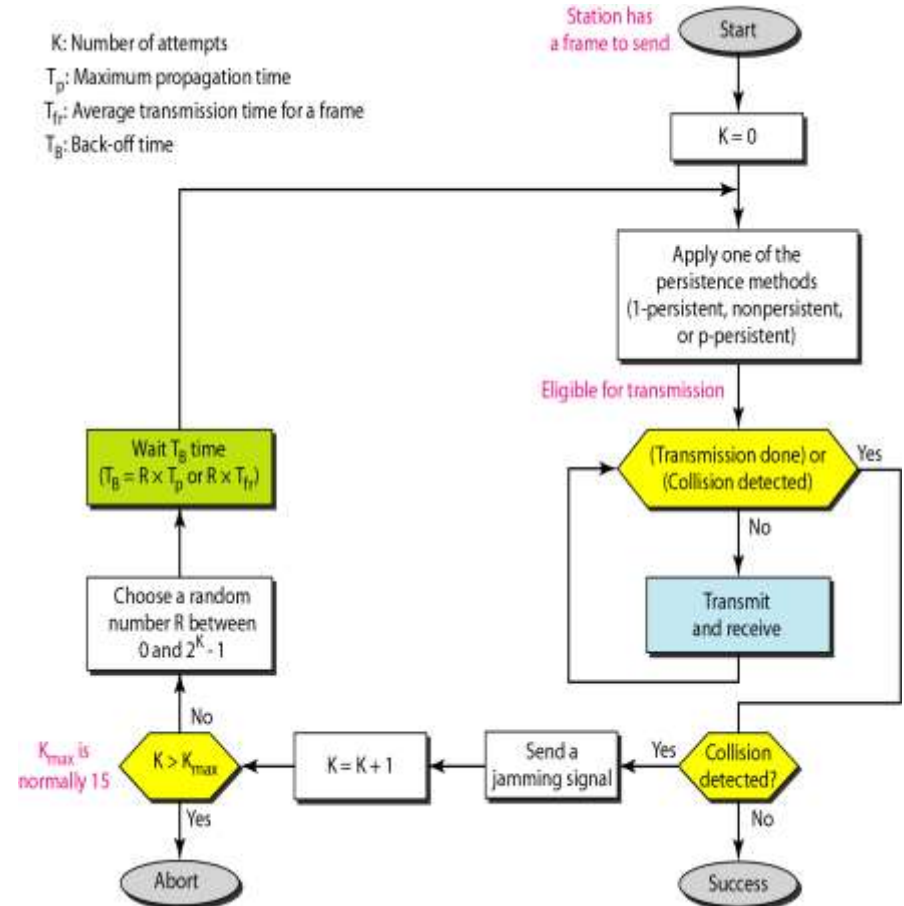 K: Number of attempts
Tp: Maximum propagation time
Tfr: Average transmission time for a frame
TB: Back-off time
Station has
a frame to send
Start
K = 0
Apply one of the
persistence methods
(1-persistent, nonpersistent,
or p-persistent)
Eligible for transmission
(Transmission done) or
(Collision detected)
Yes
No
Transmit
and receive
Collision
detected?
No
Success
Yes
Send a
jamming signal
K = K + 1
K > Kmax
Kmax is
normally 15
Yes
Abort
No
Choose a random
number R between
0 and 2^K - 1
Wait TB time
(TB = R × Tp or R × Tfr)